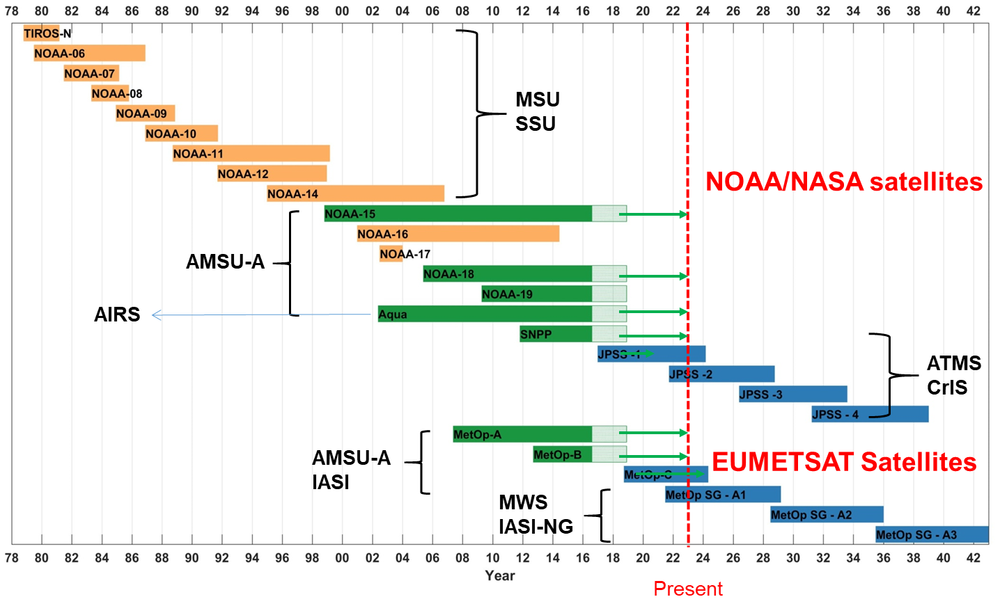 78 80 82 84 86 88 90 92 94 96 98 00 02 04 06 08 10 12 14 16 18 20 22 24 26 28 30 32 34 36 38 40 42
TIROS-N
NOAA-06
NOAA-07
NOAA-08
NOAA-09
NOAA-10
NOAA-11
NOAA-12
NOAA-14
MSU
SSU
NOAA/NASA satellites
NOAA-15
NOAA-16
NOAA-17
NOAA-18
NOAA-19
AMSU-A
AIRS
Aqua
SNPP
JPSS -1
JPSS -2
JPSS -3
JPSS - 4
ATMS
CrIS
MetOp-A
MetOp-B
MetOp-C
AMSU-A
IASI
EUMETSAT Satellites
MetOp SG - A1
MetOp SG - A2
MetOp SG - A3
MWS
IASI-NG
78 80 82 84 86 88 90 92 94 96 98 00 02 04 06 08 10 12 14 16 18 20 22 24 26 28 30 32 34 36 38 40 42
Year
Present